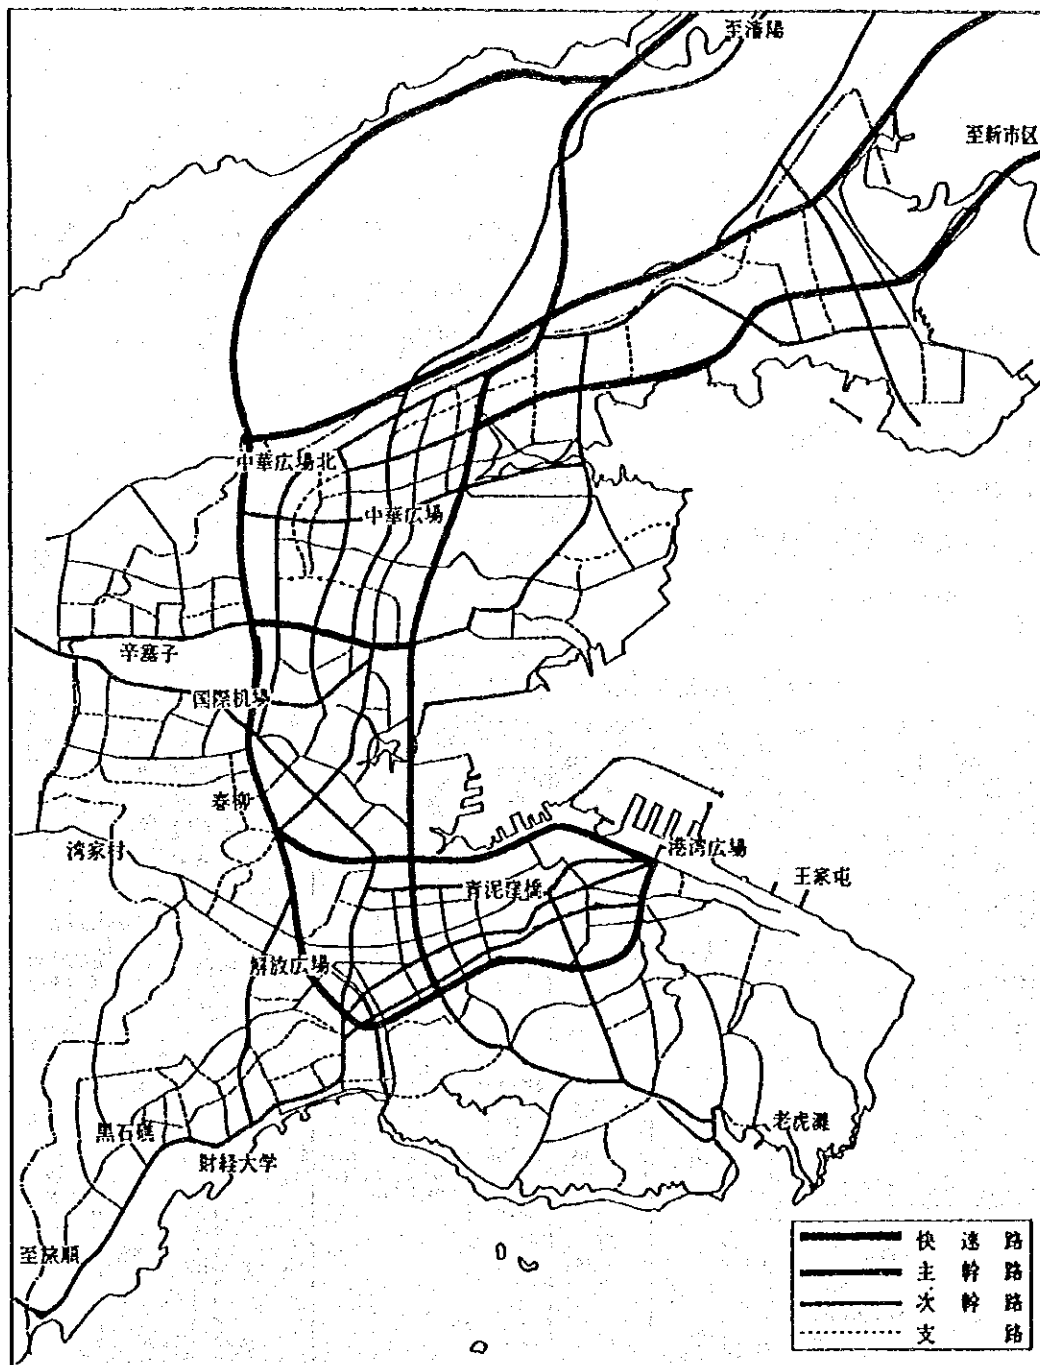 至瀋陽
至新市区
中華広場北
中華広場
辛寨子
国際机場
春柳
湾家村
港湾広場
青泥窪橋
王家屯
解放広場
黒石礁
老虎灘
財経大学
至旅順
快速路
主幹路
次幹路
支路